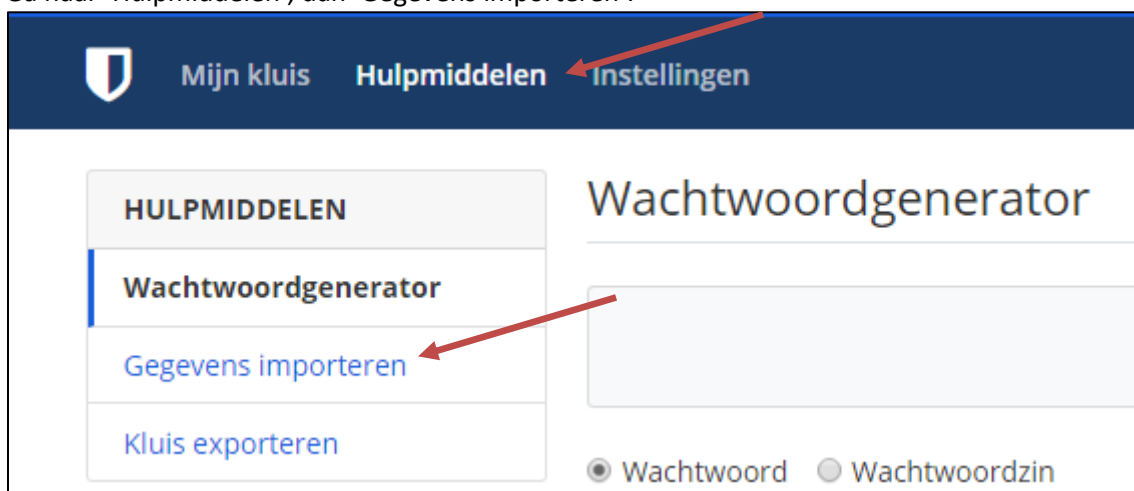 Mijn kluis Hulpmiddelen Instellingen
HULPMIDDELEN
Wachtwoordgenerator
Gegevens importeren
Kluis exporteren
Wachtwoordgenerator
Wachtwoord Wachtwoordzin